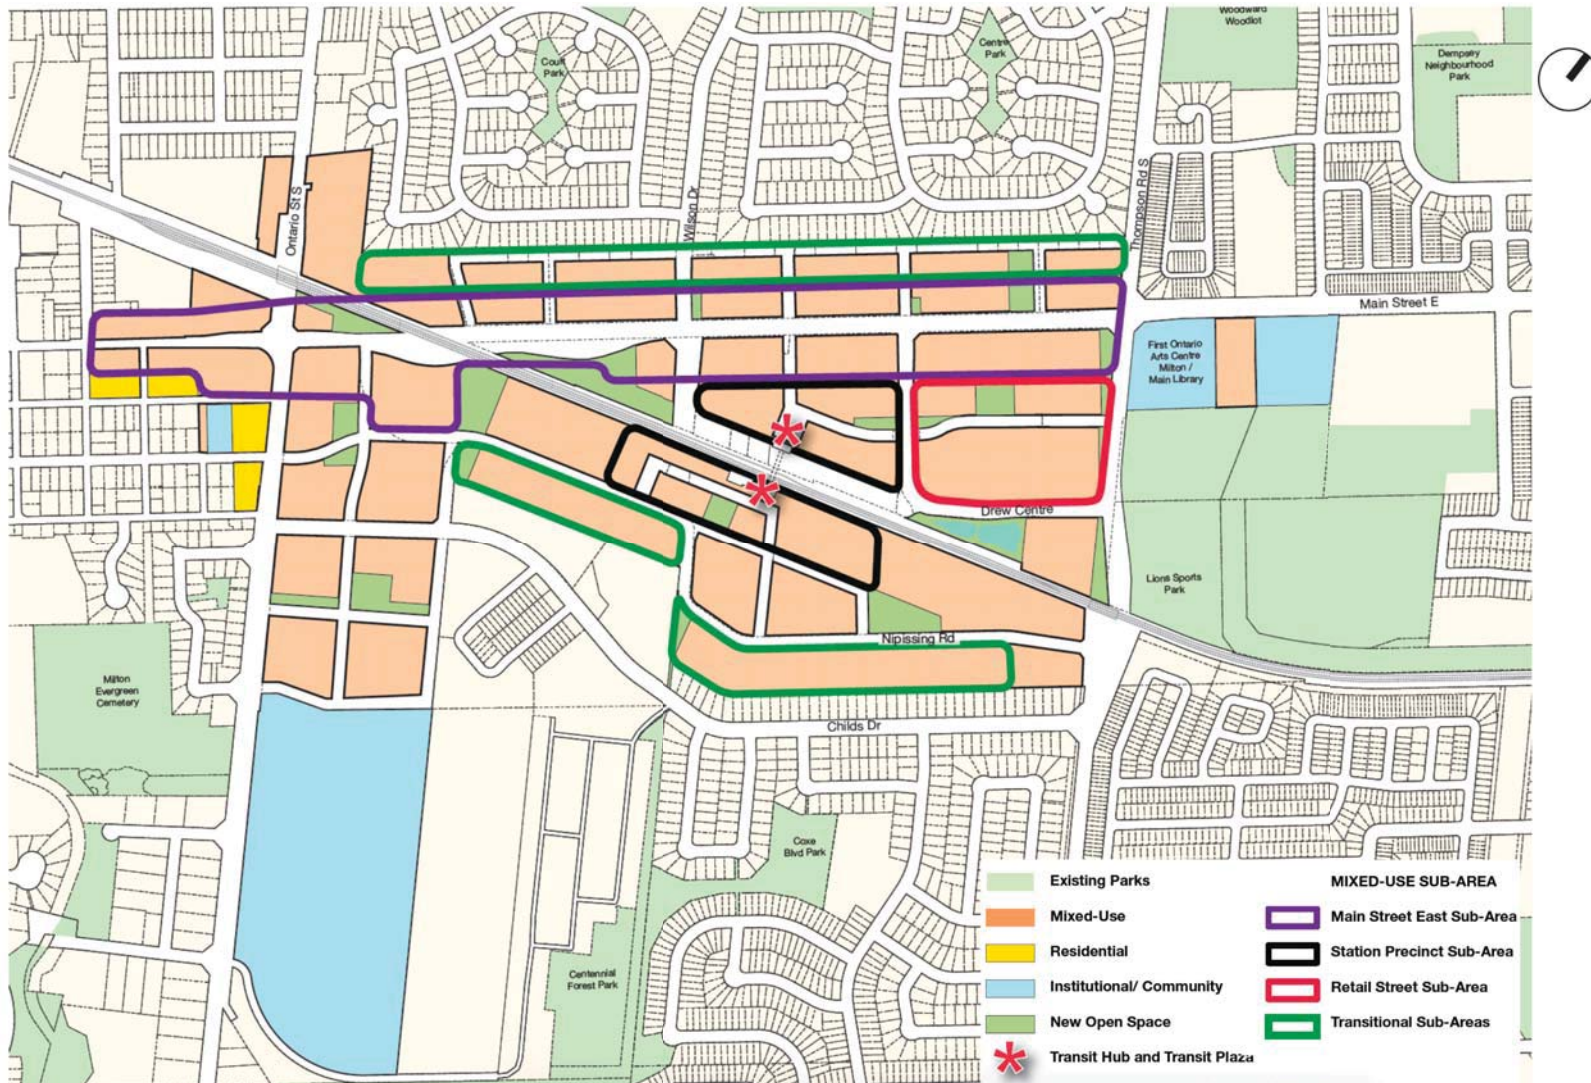 Woodward
Woodlot
Court
Park
Centre
Park
Dempsey
Neighbourhood
Park
Ontario St S
Wilson Dr
Thompson Rd S
Main Street E
First Ontario
Arts Centre
Milton /
Main Library
Drew Centre
Lions Sports
Park
Nipissing Rd
Milton
Evergreen
Cemetery
Childs Dr
Coxe
Blvd Park
Centennial
Forest Park
Existing Parks
Mixed-Use
Residential
Institutional/ Community
New Open Space
Transit Hub and Transit Plaza
MIXED-USE SUB-AREA
Main Street East Sub-Area
Station Precinct Sub-Area
Retail Street Sub-Area
Transitional Sub-Areas